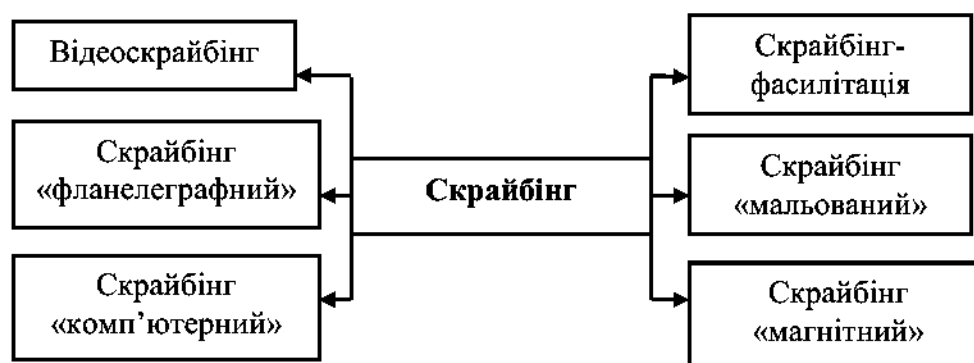 Відеоскрайбінг
Скрайбінг
«фланелеграфний»
Скрайбінг
«комп’ютерний»
Скрайбінг
Скрайбінг-
фасилітація
Скрайбінг
«мальований»
Скрайбінг
«магнітний»